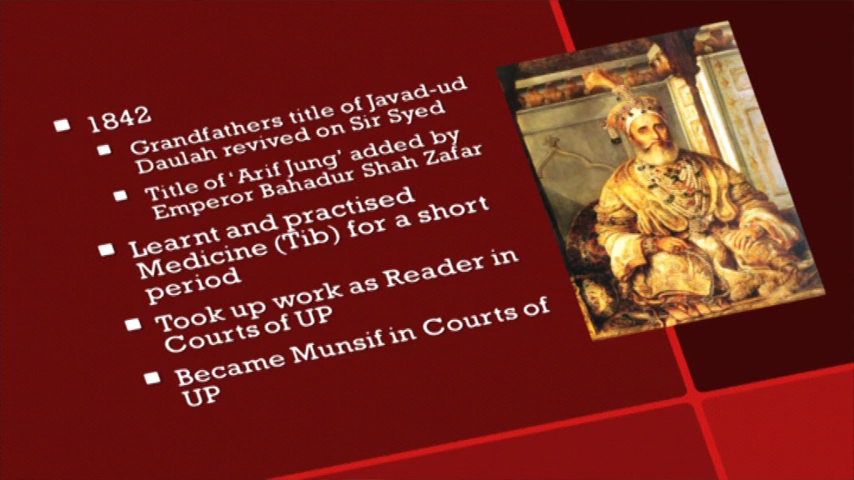 1842
Grandfathers title of Javad-ud
Daulah revived on Sir Syed
Title of 'Arif Jung' added by
Emperor Bahadur Shah Zafar
Learnt and practised
Medicine (Tib) for a short
period
Took up work as Reader in
Courts of UP
Became Munsif in Courts of
UP